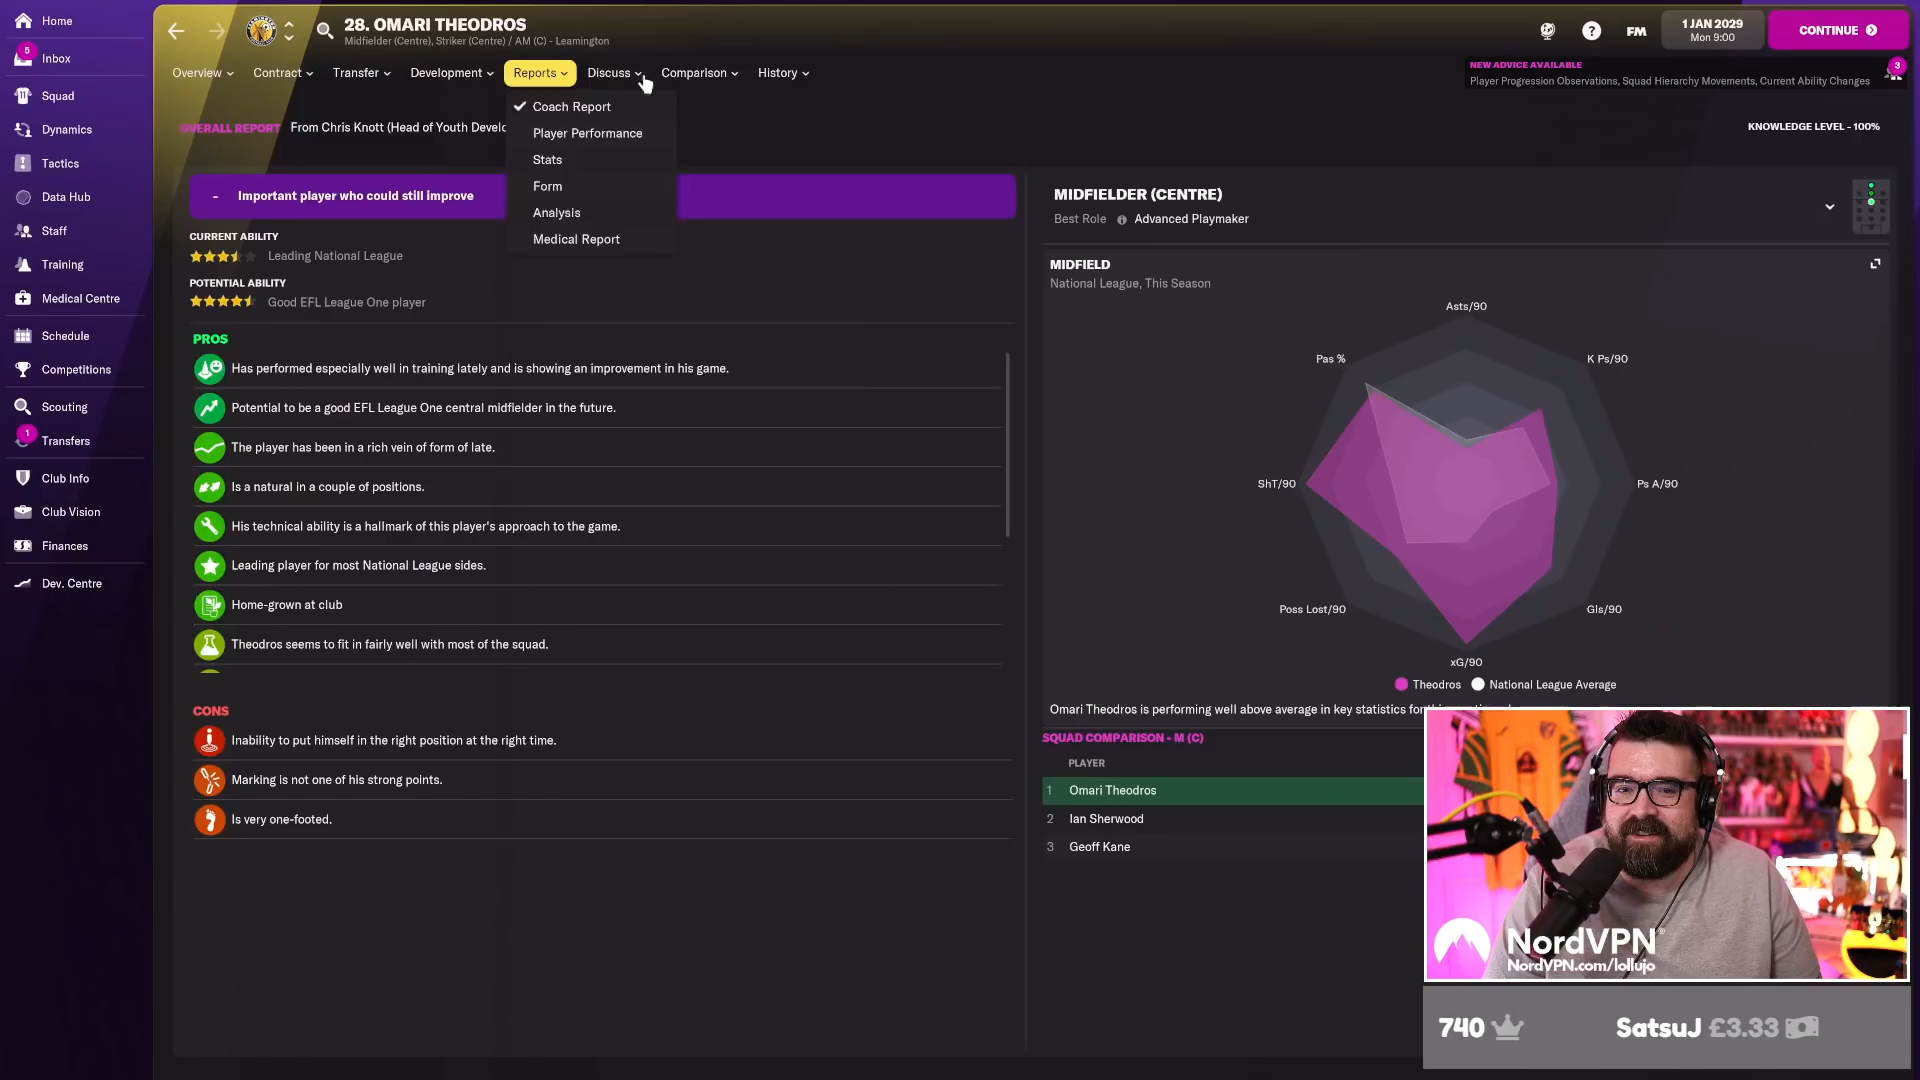 Home
5
Inbox
Squad
Dynamics
Tactics
Data Hub
Staff
Training
Medical Centre
Schedule
Competitions
Scouting
1
Transfers
Club Info
Club Vision
Finances
Dev. Centre
28. OMARI THEODROS
Midfielder (Centre), Striker (Centre) / AM (C) - Leamington
?
FM
1 JAN 2029
Mon 9:00
CONTINUE
Overview
Contract
Transfer
Development
Reports
Discuss
Comparison
History
NEW ADVICE AVAILABLE
Player Progression Observations, Squad Hierarchy Movements, Current Ability Changes
3
Coach Report
Player Performance
Stats
Form
Analysis
Medical Report
OVERALL REPORT
From Chris Knott (Head of Youth
KNOWLEDGE LEVEL - 100%
- Important player who could still improve
CURRENT ABILITY
Leading National League
POTENTIAL ABILITY
Good EFL League One player
PROS
Has performed especially well in training lately and is showing an improvement in his game.
Potential to be a good EFL League One central midfielder in the future.
The player has been in a rich vein of form of late.
Is a natural in a couple of positions.
His technical ability is a hallmark of this player's approach to the game.
Leading player for most National League sides.
Home-grown at club
Theodros seems to fit in fairly well with most of the squad.
CONS
Inability to put himself in the right position at the right time.
Marking is not one of his strong points.
Is very one-footed.
MIDFIELDER (CENTRE)
Best Role Advanced Playmaker
MIDFIELD
National League, This Season
Asts/90
K Ps/90
Ps A/90
Gls/90
xG/90
Poss Lost/90
ShT/90
Pas %
Theodros
National League Average
Omari Theodros is performing well above average in key statistics for
SQUAD COMPARISON - M (C)
PLAYER
1 Omari Theodros
2 Ian Sherwood
3 Geoff Kane
NordVPN®
NordVPN.com/lollujo
740
SatsuJ £3.33